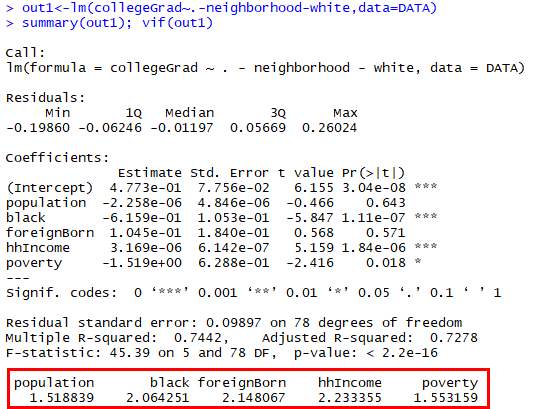 > out1<-lm(collegeGrad~.-neighborhood-white,data=DATA)
> summary(out1); vif(out1)
Call:
lm(formula = collegeGrad ~ . - neighborhood - white, data = DATA)
Residuals:
Min 1Q Median 3Q Max
-0.19860 -0.06246 -0.01197 0.05669 0.26024
Coefficients:
Estimate Std. Error t value Pr(>|t|)
(Intercept) 4.773e-01 7.756e-02 6.155 3.04e-08 ***
population -2.258e-06 4.846e-06 -0.466 0.643
black -6.159e-01 1.053e-01 -5.847 1.11e-07 ***
foreignBorn 1.045e-01 1.840e-01 0.568 0.571
hhIncome 3.169e-06 6.142e-07 5.159 1.84e-06 ***
poverty -1.519e+00 6.288e-01 -2.416 0.018 *
---
Signif. codes: 0 ‘***’ 0.001 ‘**’ 0.01 ‘*’ 0.05 ‘.’ 0.1 ‘ ’ 1
Residual standard error: 0.09897 on 78 degrees of freedom
Multiple R-squared: 0.7442, Adjusted R-squared: 0.7278
F-statistic: 45.39 on 5 and 78 DF, p-value: < 2.2e-16
population black foreignBorn hhIncome poverty
1.518839 2.064251 2.148067 2.233355 1.553159